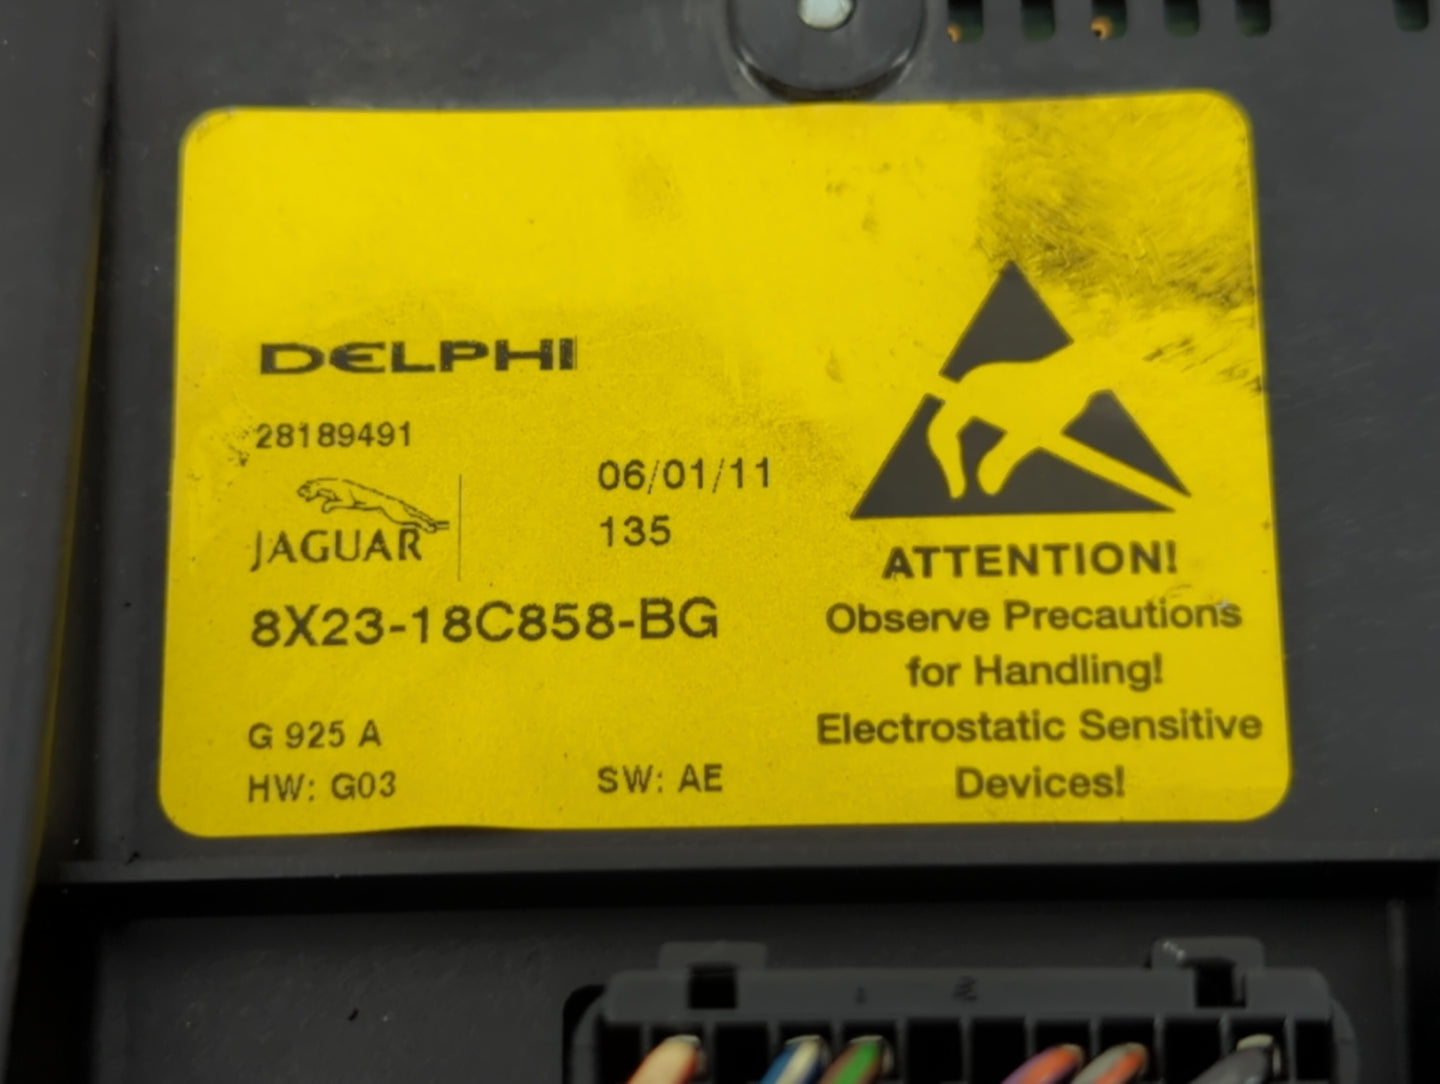 DELPHI
28189491
JAGUAR
06/01/11
135
8X23-18C858-BG
G 925 A
HW: G03
SW: AE
ATTENTION!
Observe Precautions
for Handling!
Electrostatic Sensitive
Devices!